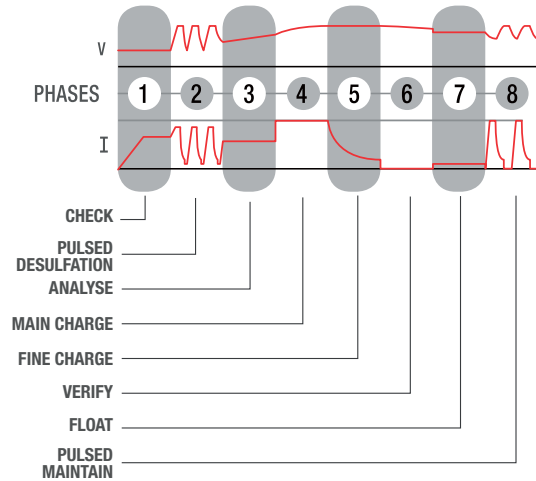 V
PHASES 1 2 3 4 5 6 7 8
I
CHECK
PULSED
DESULFATION
ANALYSE
MAIN CHARGE
FINE CHARGE
VERIFY
FLOAT
PULSED
MAINTAIN